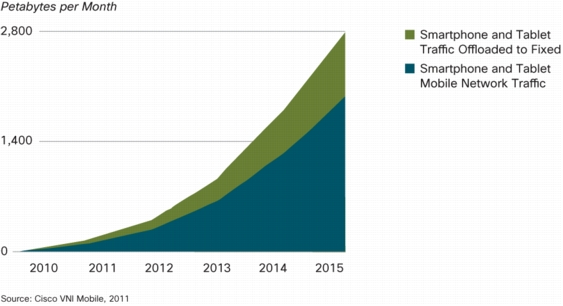 Petabytes per Month
2,800
1,400
0
2010 2011 2012 2013 2014 2015
Smartphone and Tablet
Traffic Offloaded to Fixed
Smartphone and Tablet
Mobile Network Traffic
Source: Cisco VNI Mobile, 2011